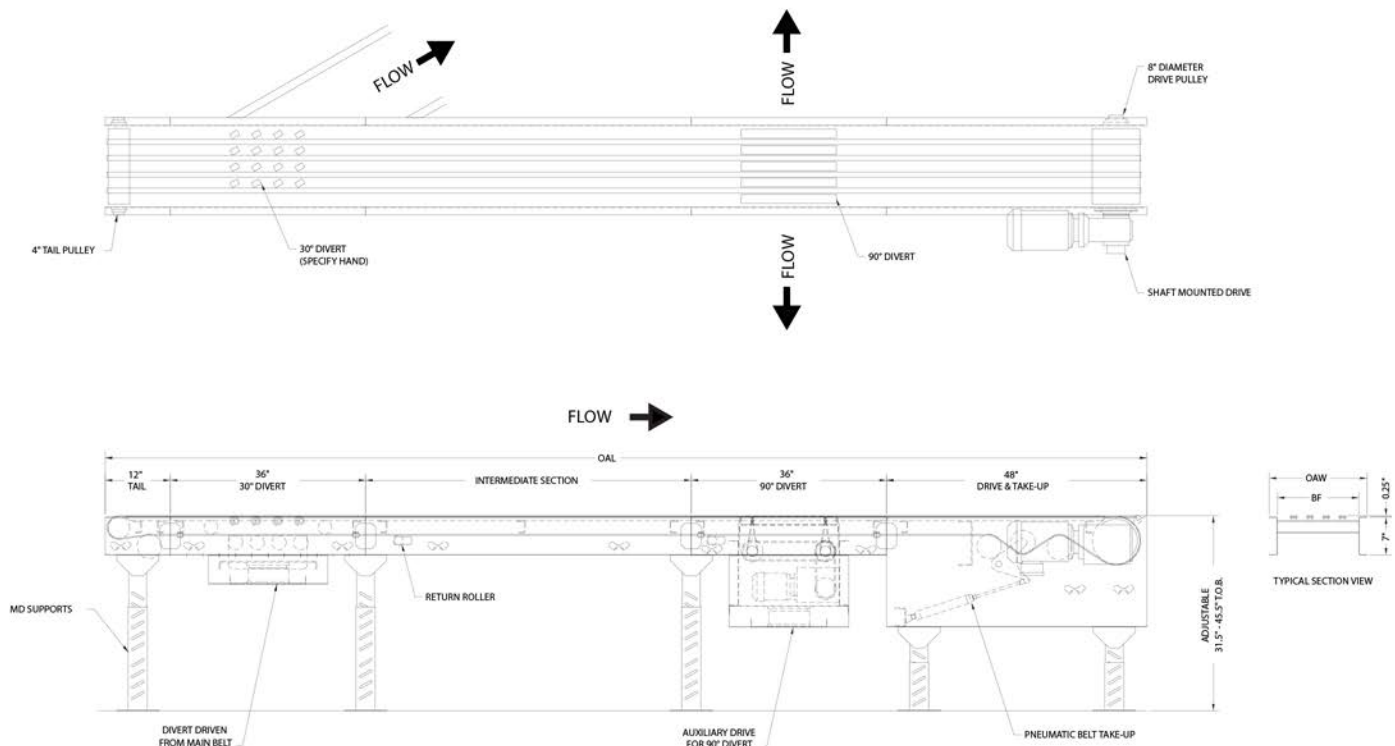 FLOW
FLOW
8" DIAMETER
DRIVE PULLEY
4" TAIL PULLEY
30° DIVERT
(SPECIFY HAND)
90° DIVERT
FLOW
SHAFT MOUNTED DRIVE
FLOW
OAL
12"
TAIL
36"
30° DIVERT
INTERMEDIATE SECTION
36"
90° DIVERT
48"
DRIVE & TAKE-UP
OAW
BF
0.25"
7"
TYPICAL SECTION VIEW
MD SUPPORTS
RETURN ROLLER
ADJUSTABLE
31.5" - 45.5" T.O.B.
DIVERT DRIVEN
FROM MAIN BELT
AUXILIARY DRIVE
FOR 90° DIVERT
PNEUMATIC BELT TAKE-UP